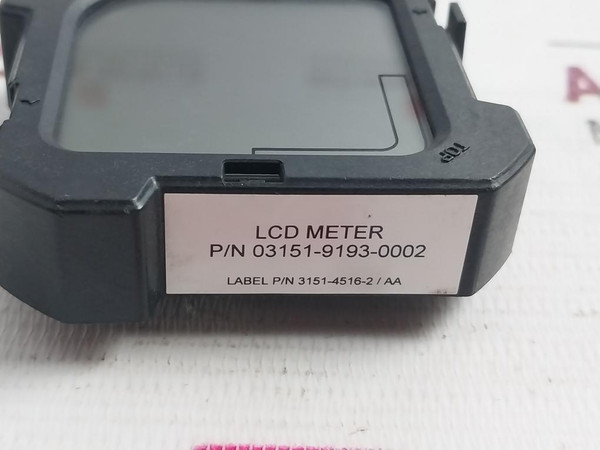 TOP
LCD METER
P/N 03151-9193-0002
LABEL P/N 3151-4516-2 / AA